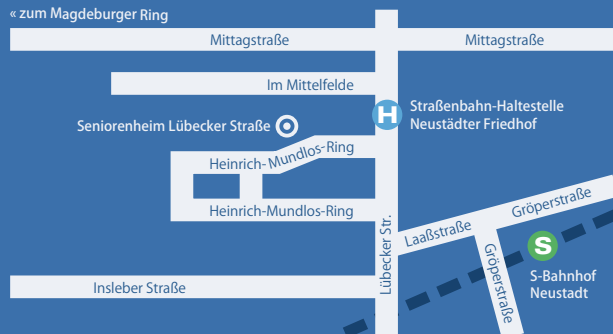 « zum Magdeburger Ring
Mittagstraße
Mittagstraße
Im Mittelfelde
H
Straßenbahn-Haltestelle
Neustädter Friedhof
Seniorenheim Lübecker Straße
Heinrich-Mundlos-Ring
Heinrich-Mundlos-Ring
Lübecker Str.
Laaßstraße
Gröperstraße
Gröperstraße
S
S-Bahnhof
Neustadt
Insleber Straße